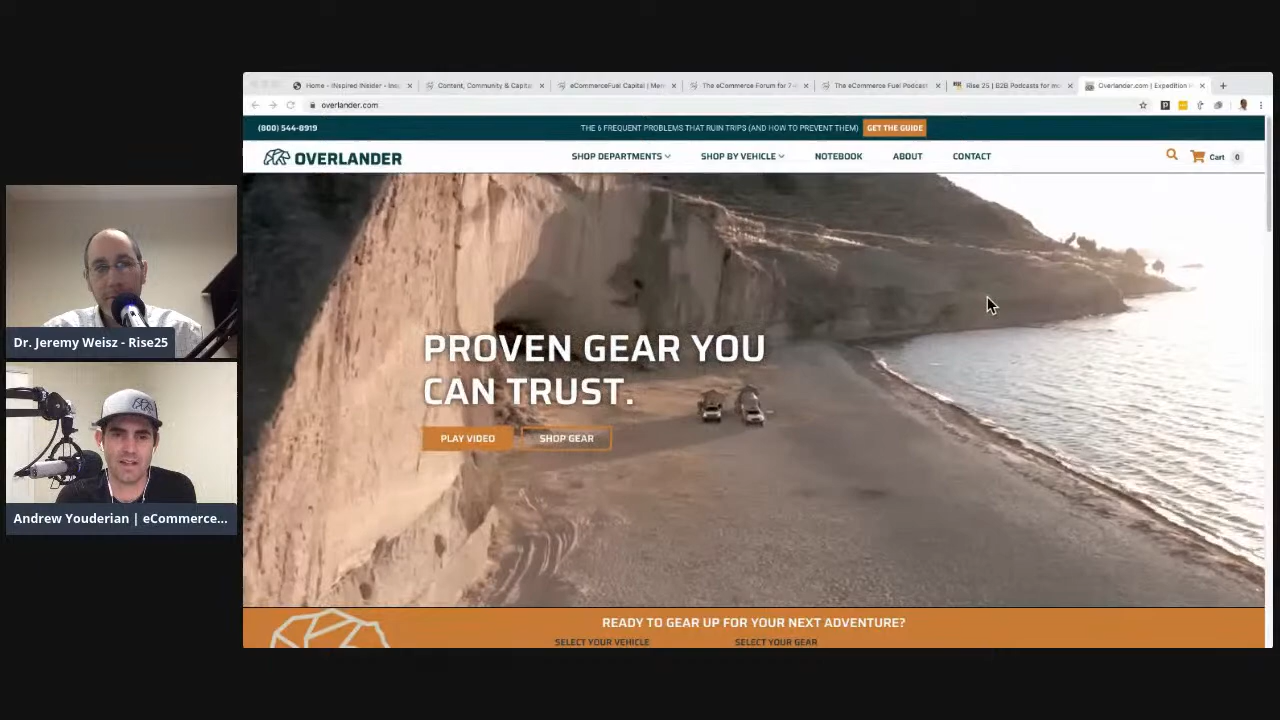 Home - INspired INsider - Insp
Content, Community & Capita
eCommerceFuel Capital | Mem
The eCommerce Forum for 7-
The eCommerce Fuel Podcast
Rise 25 | B2B Podcasts for mo
Overlander.com | Expedition P
overlander.com
(800) 544-8919
THE 6 FREQUENT PROBLEMS THAT RUIN TRIPS (AND HOW TO PREVENT THEM)
GET THE GUIDE
OVERLANDER
SHOP DEPARTMENTS
SHOP BY VEHICLE
NOTEBOOK
ABOUT
CONTACT
Cart 0
PROVEN GEAR YOU
CAN TRUST.
PLAY VIDEO
SHOP GEAR
READY TO GEAR UP FOR YOUR NEXT ADVENTURE?
SELECT YOUR VEHICLE
SELECT YOUR GEAR
Dr. Jeremy Weisz - Rise25
Andrew Youderian | eCommerce...